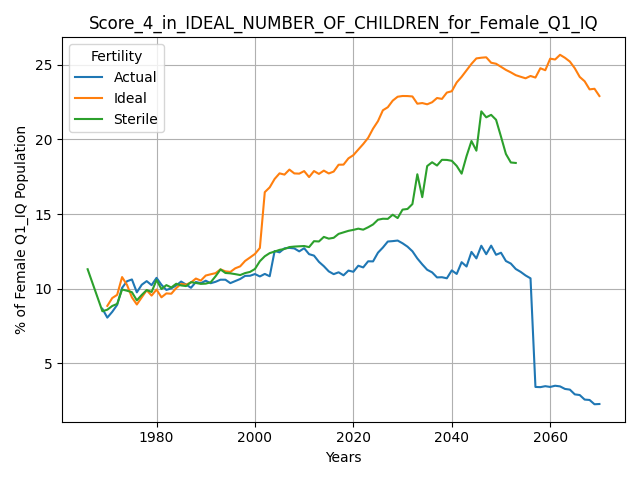 Score_4_in_IDEAL_NUMBER_OF_CHILDREN_for_Female_Q1_IQ
Fertility
Actual
Ideal
Sterile
% of Female Q1_IQ Population
25
20
15
10
5
1980
2000
2020
2040
2060
Years